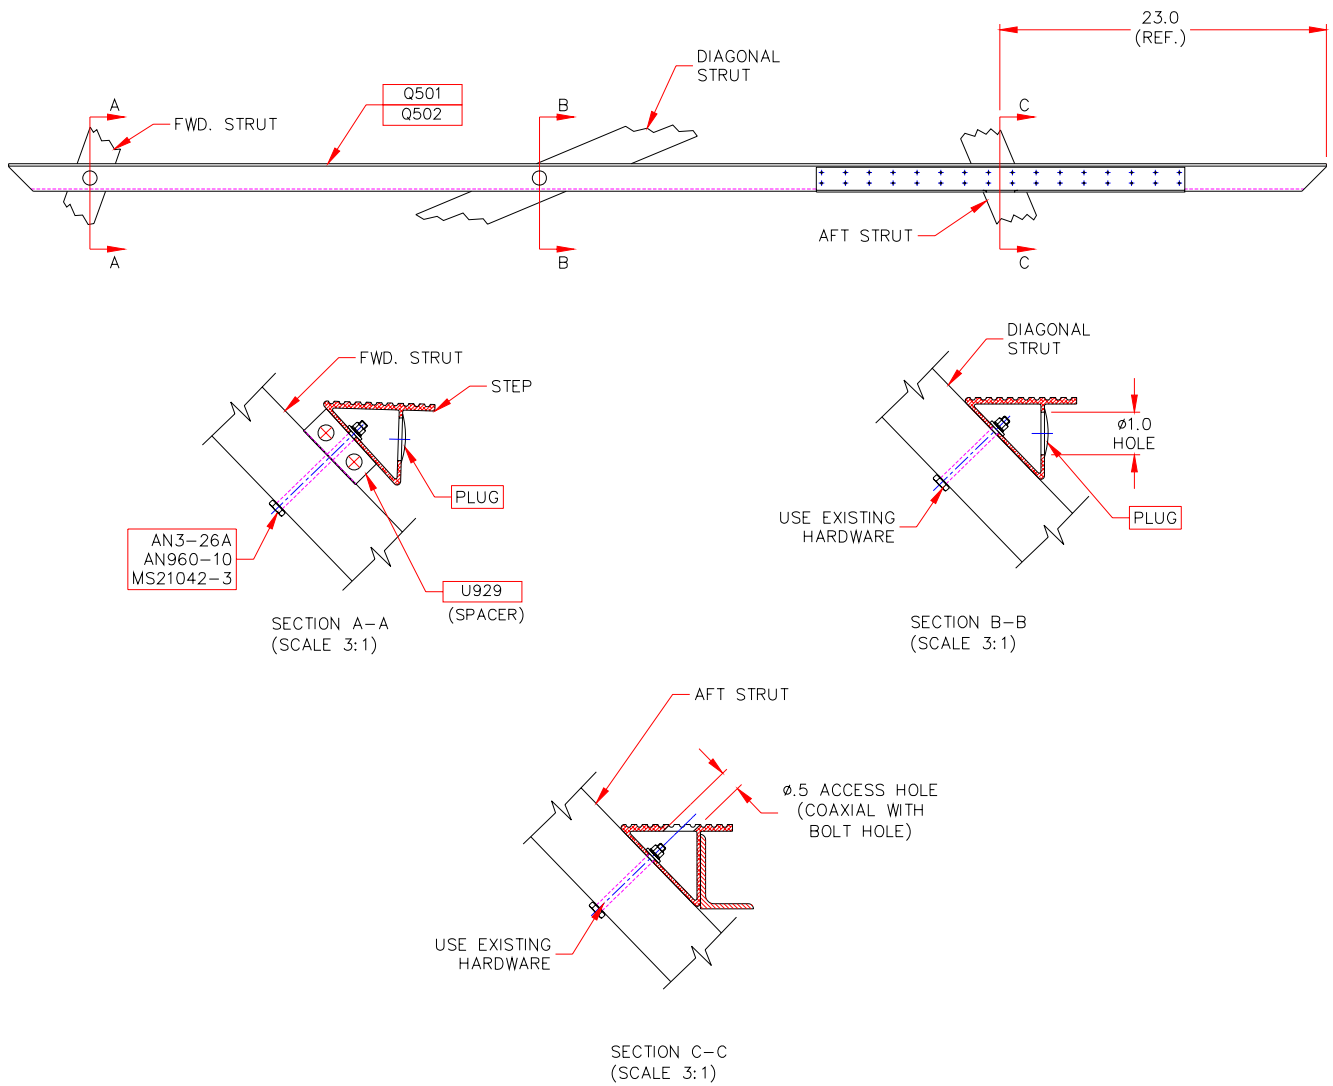 23.0
(REF.)
DIAGONAL
STRUT
Q501
Q502
A
FWD. STRUT
B
C
AFT STRUT
A
B
C
FWD. STRUT
STEP
PLUG
AN3-26A
AN960-10
MS21042-3
U929
(SPACER)
SECTION A-A
(SCALE 3:1)
DIAGONAL
STRUT
ø1.0
HOLE
USE EXISTING
HARDWARE
PLUG
SECTION B-B
(SCALE 3:1)
AFT STRUT
ø.5 ACCESS HOLE
(COAXIAL WITH
BOLT HOLE)
USE EXISTING
HARDWARE
SECTION C-C
(SCALE 3:1)